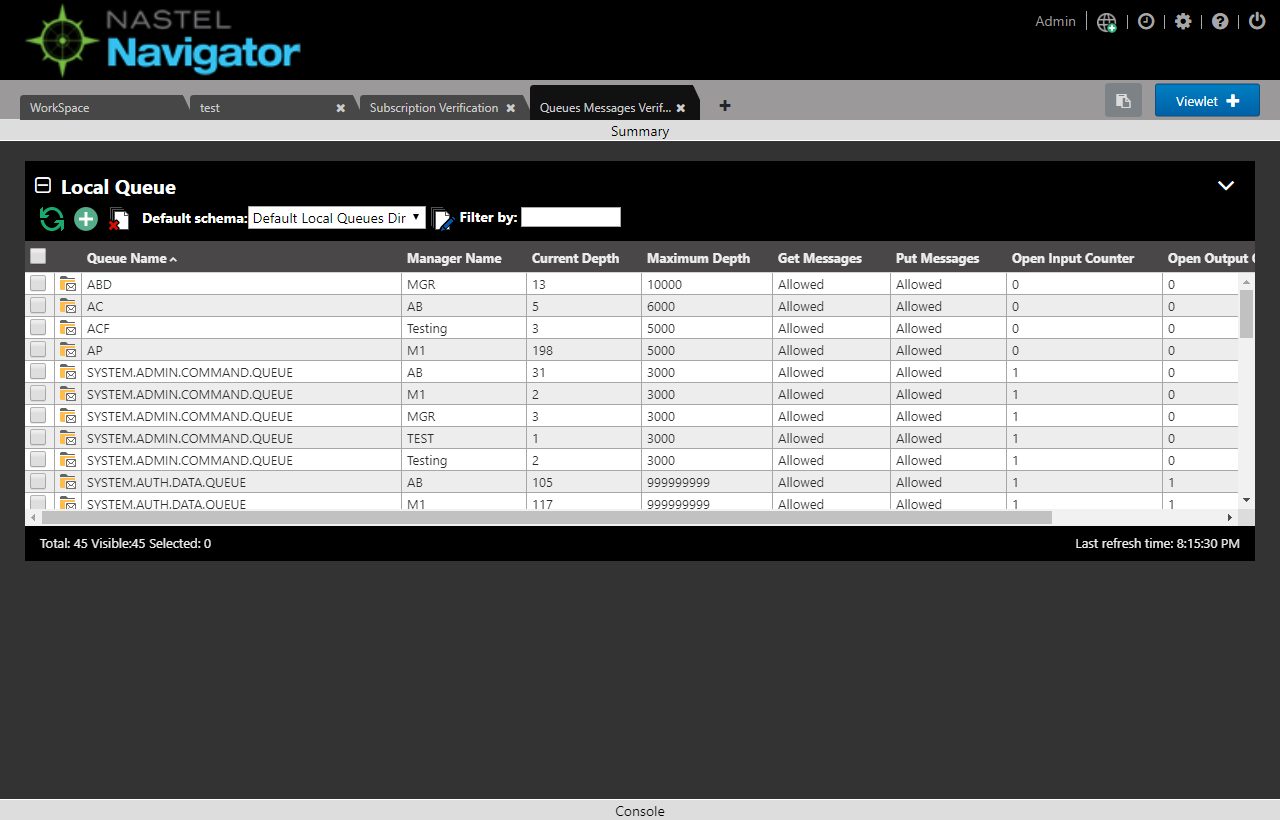 NASTEL
Navigator
Admin
WorkSpace test Subscription Verification Queues Messages Verif...
Viewlet
Summary
Local Queue
Default schema: Default Local Queues Dir Filter by:
Queue Name Manager Name Current Depth Maximum Depth Get Messages Put Messages Open Input Counter Open Output
ABD MGR 13 10000 Allowed Allowed 0 0
AC AB 5 6000 Allowed Allowed 0 0
ACF Testing 3 5000 Allowed Allowed 0 0
AP M1 198 5000 Allowed Allowed 0 0
SYSTEM.ADMIN.COMMAND.QUEUE AB 31 3000 Allowed Allowed 1 0
SYSTEM.ADMIN.COMMAND.QUEUE M1 2 3000 Allowed Allowed 1 0
SYSTEM.ADMIN.COMMAND.QUEUE MGR 3 3000 Allowed Allowed 1 0
SYSTEM.ADMIN.COMMAND.QUEUE TEST 1 3000 Allowed Allowed 1 0
SYSTEM.ADMIN.COMMAND.QUEUE Testing 2 3000 Allowed Allowed 1 0
SYSTEM.AUTH.DATA.QUEUE AB 105 999999999 Allowed Allowed 1 1
SYSTEM.AUTH.DATA.QUEUE M1 117 999999999 Allowed Allowed 1 1
Total: 45 Visible:45 Selected: 0 Last refresh time: 8:15:30 PM
Console